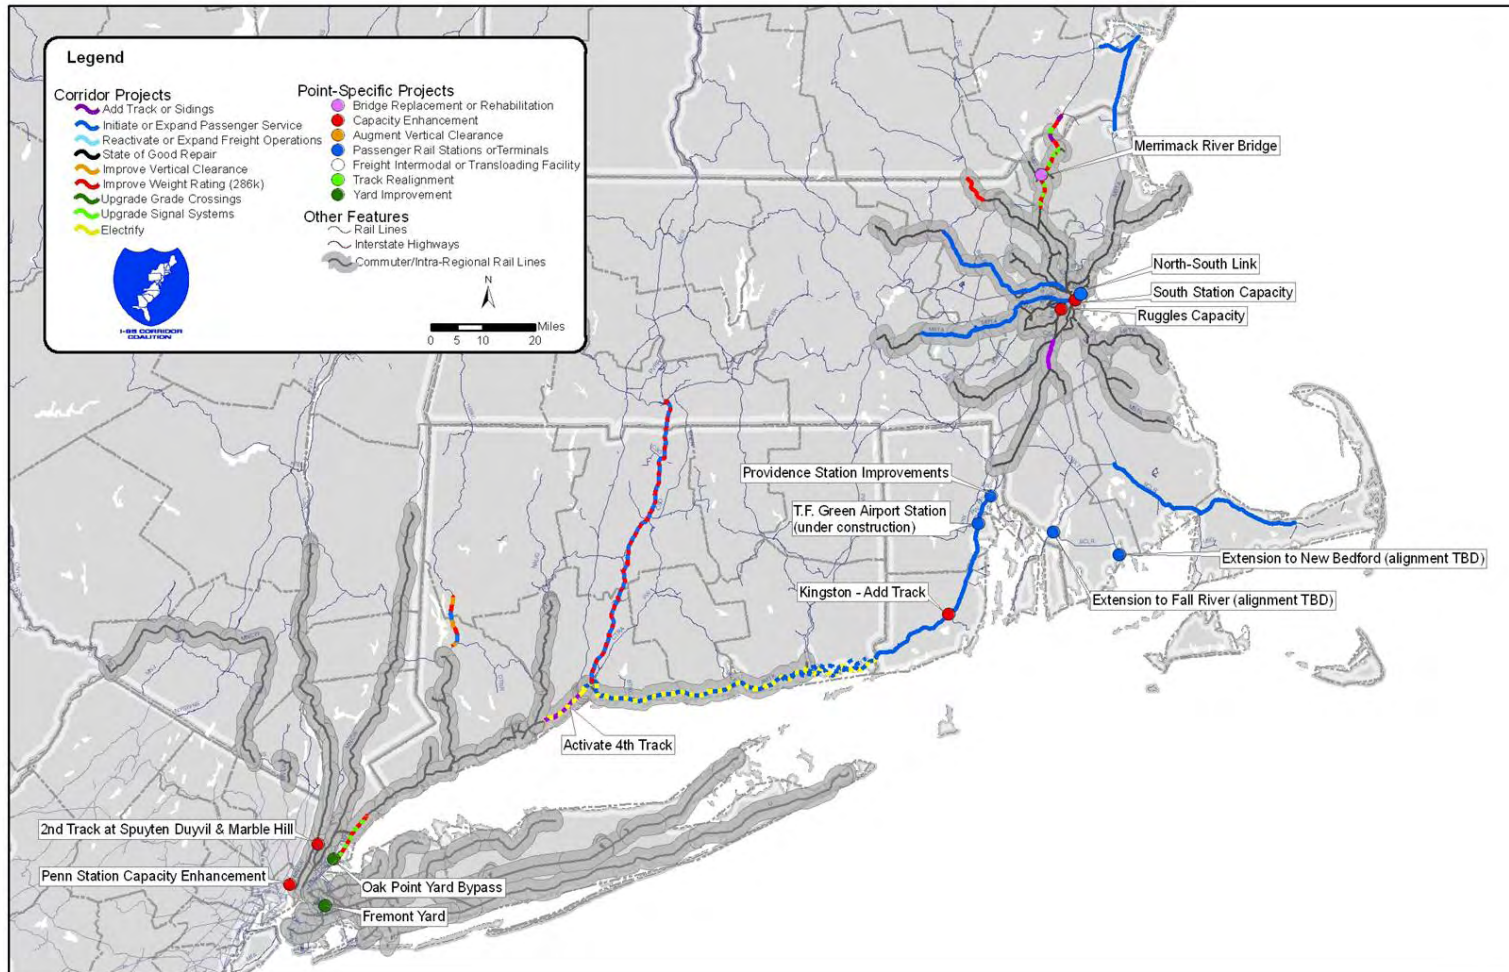 Legend
Corridor Projects
Add Track or Sidings
Initiate or Expand Passenger Service
Reactivate or Expand Freight Operations
State of Good Repair
Improve Vertical Clearance
Improve Weight Rating (286k)
Upgrade Grade Crossings
Upgrade Signal Systems
Electrify
I-95 CORRIDOR
COALITION
Point-Specific Projects
Bridge Replacement or Rehabilitation
Capacity Enhancement
Augment Vertical Clearance
Passenger Rail Stations orTerminals
Freight Intermodal or Transloading Facility
Track Realignment
Yard Improvement
Other Features
Rail Lines
Interstate Highways
Commuter/Intra-Regional Rail Lines
N
Miles
0 5 10 20
Merrimack River Bridge
North-South Link
South Station Capacity
Ruggles Capacity
Providence Station Improvements
T.F. Green Airport Station
(under construction)
Extension to New Bedford (alignment TBD)
Kingston - Add Track
Extension to Fall River (alignment TBD)
Activate 4th Track
2nd Track at Spuyten Duyvil & Marble Hill
Penn Station Capacity Enhancement
Oak Point Yard Bypass
Fremont Yard